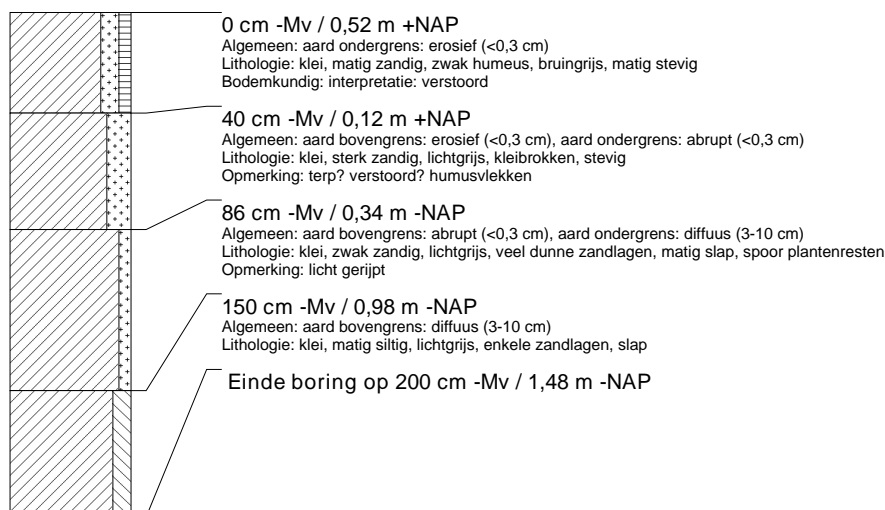 0 cm -Mv / 0,52 m +NAP
Algemeen: aard ondergrens: erosief (<0,3 cm)
Lithologie: klei, matig zandig, zwak humeus, bruingrijs, matig stevig
Bodemkundig: interpretatie: verstoord
40 cm -Mv / 0,12 m +NAP
Algemeen: aard bovengrens: erosief (<0,3 cm), aard ondergrens: abrupt (<0,3 cm)
Lithologie: klei, sterk zandig, lichtgrijs, kleibrokken, stevig
Opmerking: terp? verstoord? humusvlekken
86 cm -Mv / 0,34 m -NAP
Algemeen: aard bovengrens: abrupt (<0,3 cm), aard ondergrens: diffuus (3-10 cm)
Lithologie: klei, zwak zandig, lichtgrijs, veel dunne zandlagen, matig slap, spoor plantenresten
Opmerking: licht gerijpt
150 cm -Mv / 0,98 m -NAP
Algemeen: aard bovengrens: diffuus (3-10 cm)
Lithologie: klei, matig siltig, lichtgrijs, enkele zandlagen, slap
Einde boring op 200 cm -Mv / 1,48 m -NAP